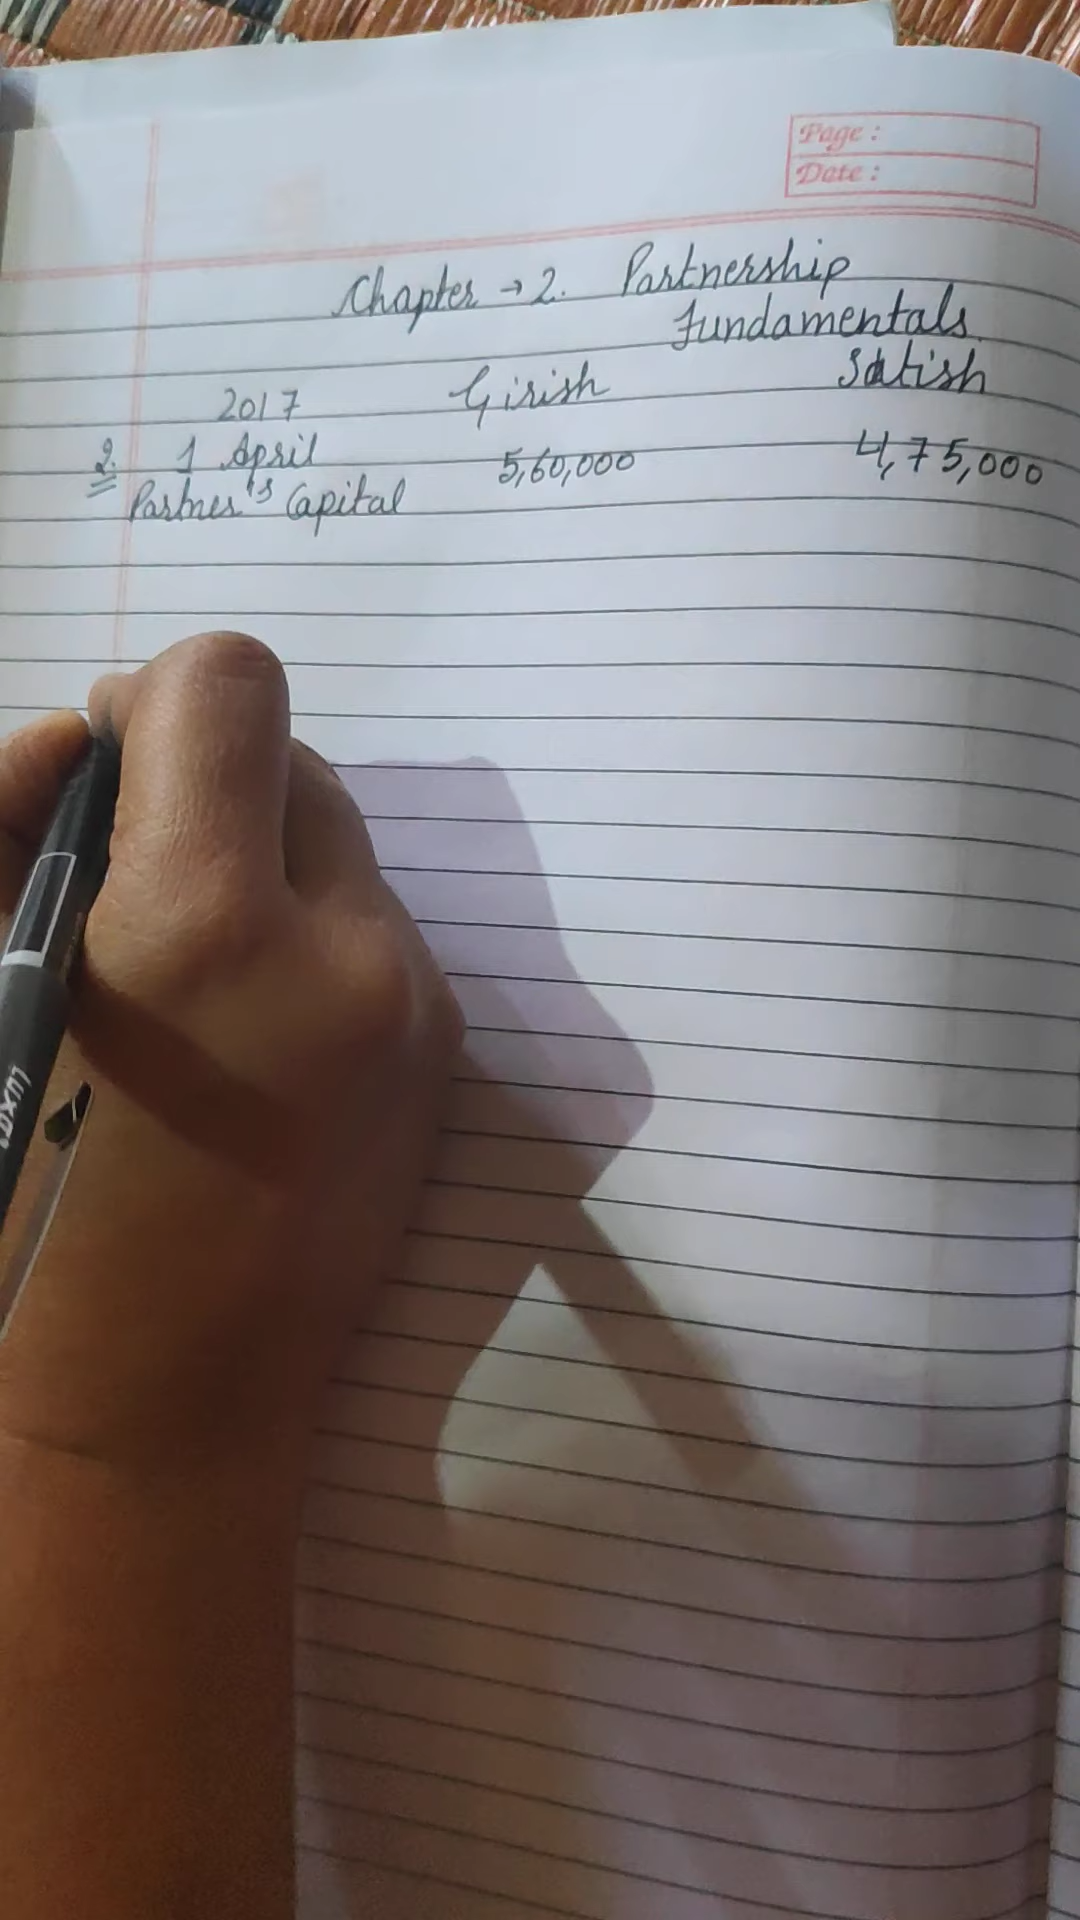 Page :
Date :
Chapter → 2. Partnership
Fundamentals
2017 Girish Satish
2. 1 April 5,60,000 4,75,000
Partner's Capital
LUXOR